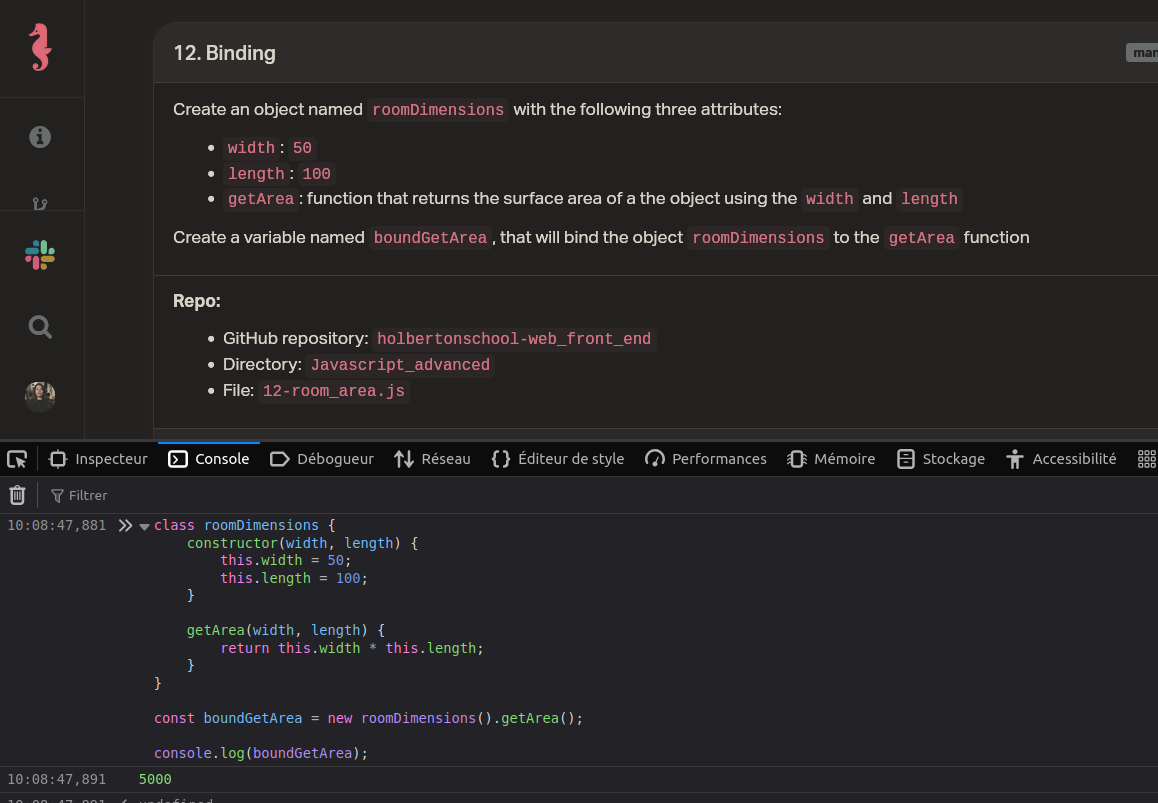 12. Binding
man
Create an object named roomDimensions with the following three attributes:
width : 50
length : 100
getArea : function that returns the surface area of a the object using the width and length
Create a variable named boundGetArea , that will bind the object roomDimensions to the getArea function
Repo:
GitHub repository: holbertonschool-web_front_end
Directory: Javascript_advanced
File: 12-room_area.js
Inspecteur Console Débogueur Réseau {} Éditeur de style Performances Mémoire Stockage Accessibilité
Filtrer
10:08:47,881 class roomDimensions {
constructor(width, length) {
this.width = 50;
this.length = 100;
}
getArea(width, length) {
return this.width * this.length;
}
}
const boundGetArea = new roomDimensions().getArea();
console.log(boundGetArea);
10:08:47,891 5000
10:08:47,891 undefined